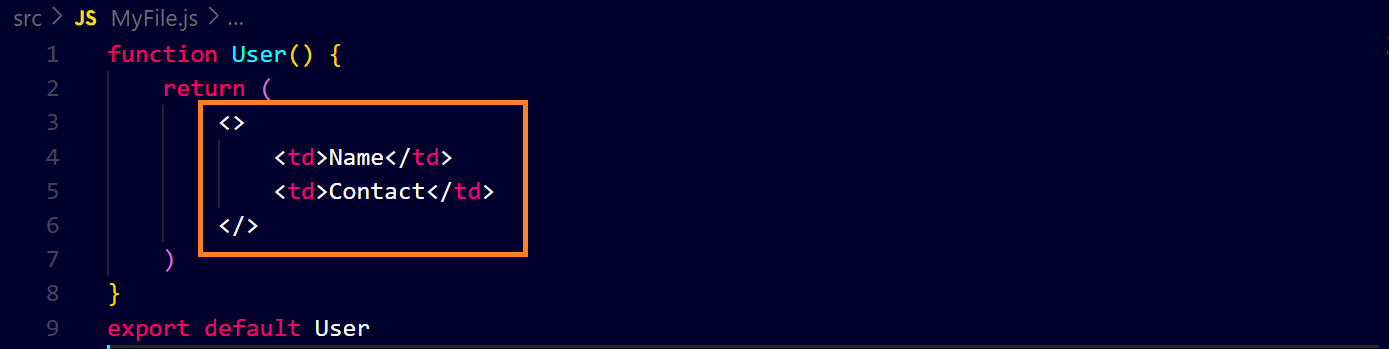 src > JS MyFile.js > ...
1 function User() {
2     return (
3         <>
4             <td>Name</td>
5             <td>Contact</td>
6         </>
7     )
8 }
9 export default User